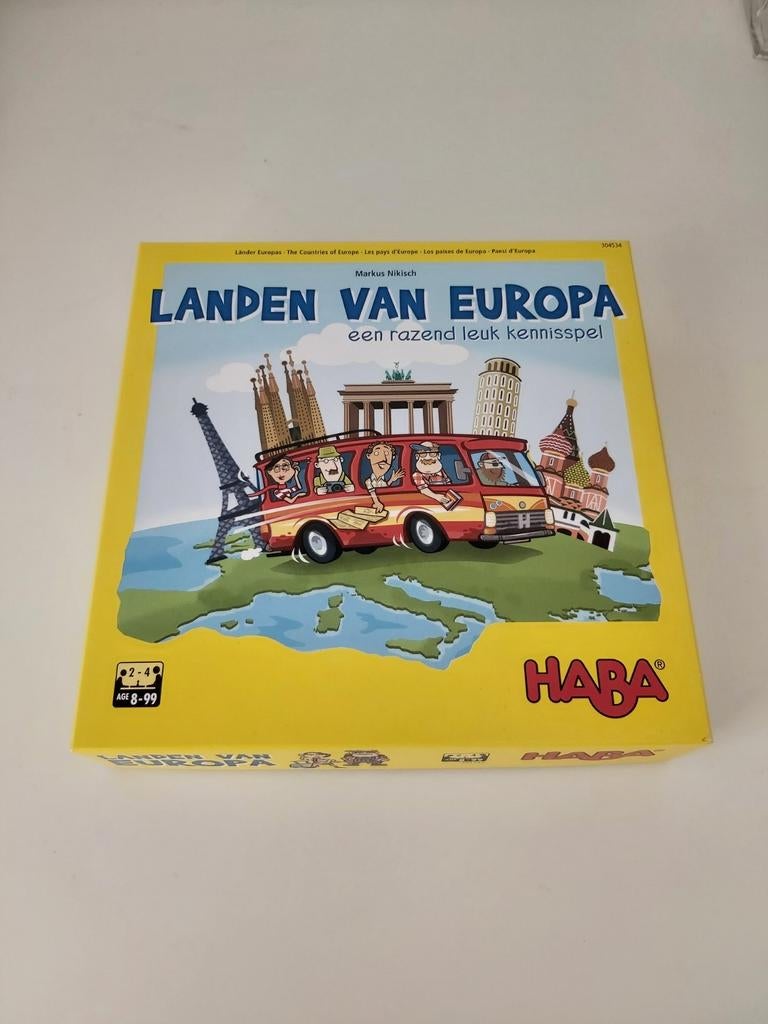 Länder Europas · The Countries of Europe · Les pays d'Europe · Los países de Europa · Paesi d'Europa
304534
Markus Nikisch
LANDEN VAN EUROPA
een razend leuk kennisspel
H
2 - 4
AGE 8-99
HABA®
LANDEN VAN
EUROPA
HABA